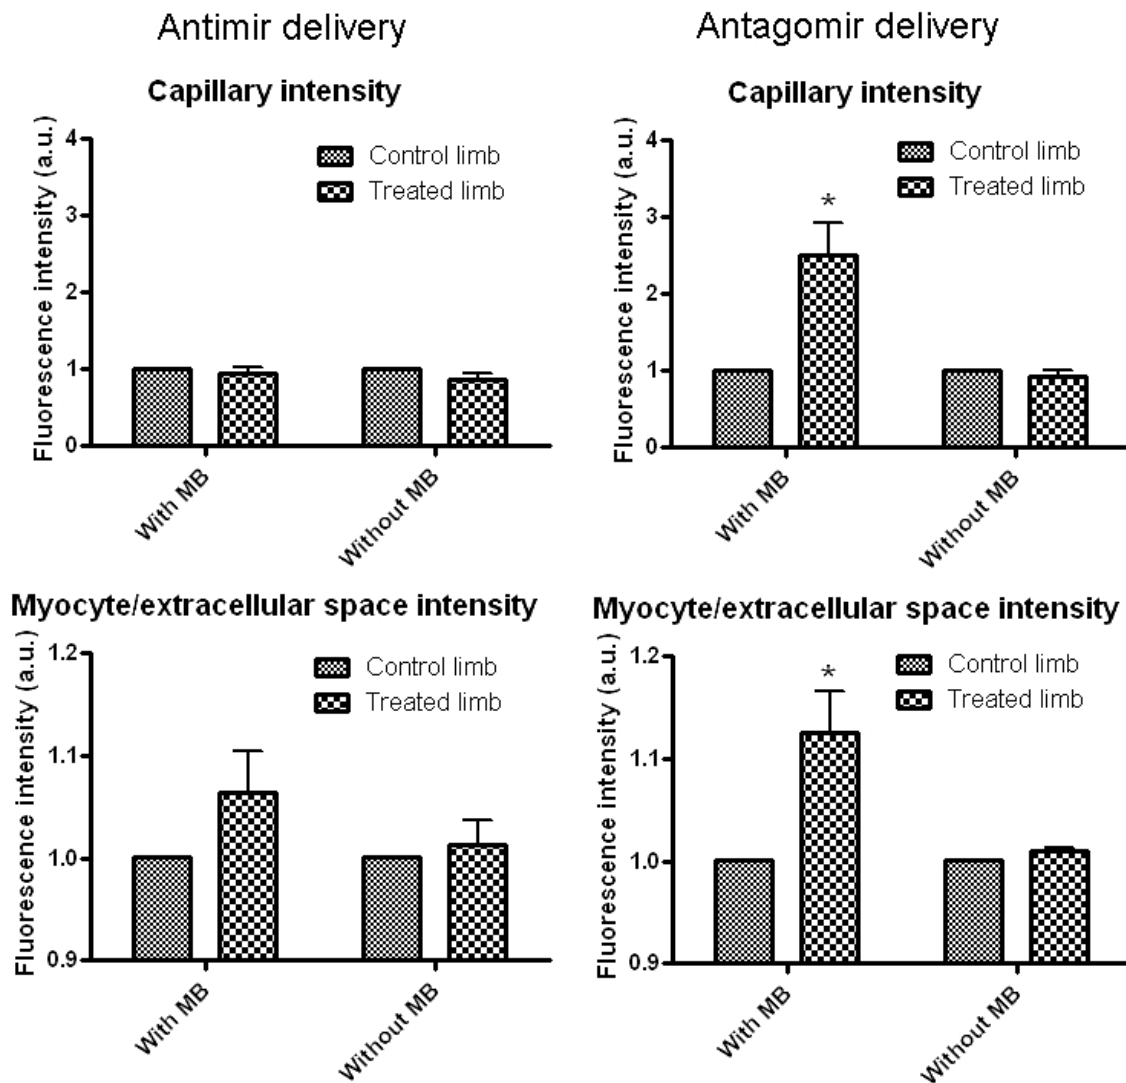 Antimir delivery
Capillary intensity
Fluorescence intensity (a.u.)
4
3
2
1
0
Control limb
Treated limb
With MB
Without MB
Antagomir delivery
Capillary intensity
Fluorescence intensity (a.u.)
4
3
2
1
0
Control limb
Treated limb
*
With MB
Without MB
Myocyte/extracellular space intensity
Fluorescence intensity (a.u.)
1.2
1.1
1.0
0.9
Control limb
Treated limb
With MB
Without MB
Myocyte/extracellular space intensity
Fluorescence intensity (a.u.)
1.2
1.1
1.0
0.9
Control limb
Treated limb
*
With MB
Without MB